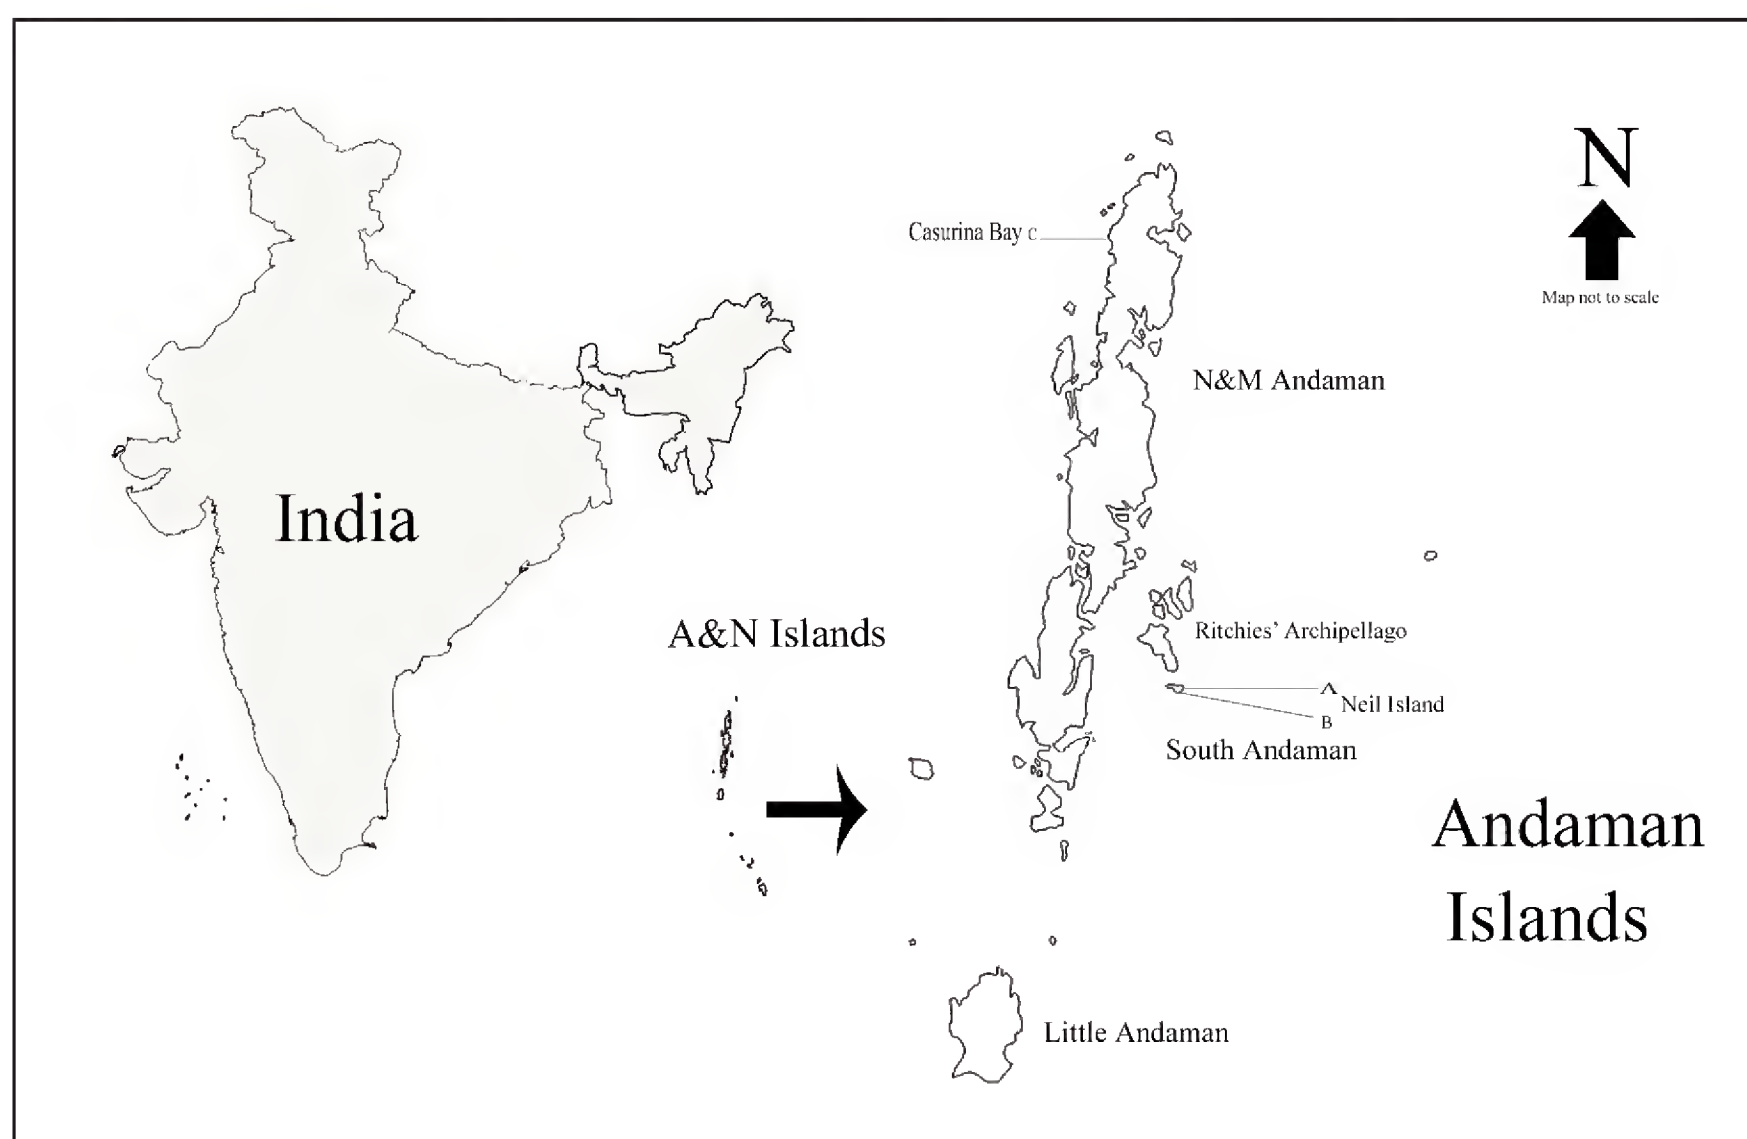 N
Map not to scale
Casurina Bay c
N&M Andaman
India
A&N Islands
Ritchies' Archipellago
A
Neil Island
B
South Andaman
Andaman
Islands
Little Andaman